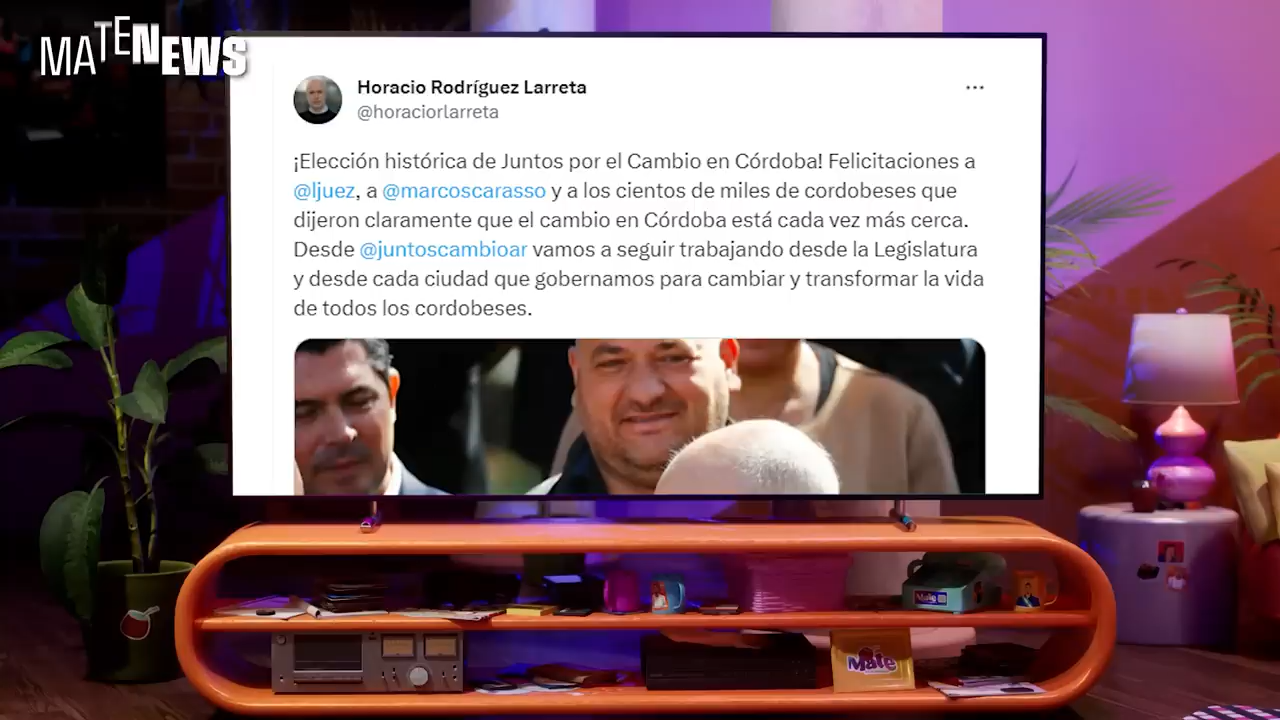 MATENEWS
Horacio Rodríguez Larreta
@horaciorlarreta
¡Elección histórica de Juntos por el Cambio en Córdoba! Felicitaciones a
@ljuez, a @marcoscarasso y a los cientos de miles de cordobeses que
dijeron claramente que el cambio en Córdoba está cada vez más cerca.
Desde @juntoscambioar vamos a seguir trabajando desde la Legislatura
y desde cada ciudad que gobernamos para cambiar y transformar la vida
de todos los cordobeses.
Mate
Mate